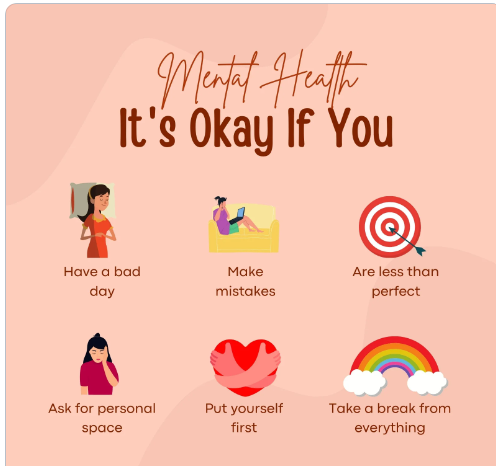 Mental Health
It's Okay If You
Have a bad
day
Make
mistakes
Are less than
perfect
Ask for personal
space
Put yourself
first
Take a break from
everything